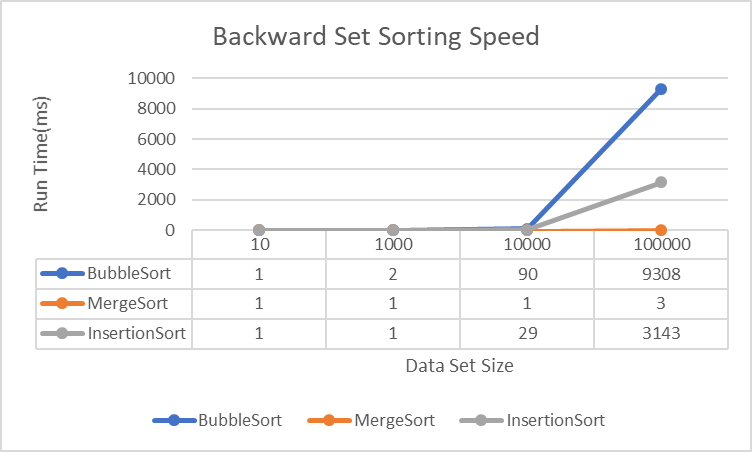 Backward Set Sorting Speed
Run Time(ms)
10000
8000
6000
4000
2000
0
10 1000 10000 100000
BubbleSort 1 2 90 9308
MergeSort 1 1 1 3
InsertionSort 1 1 29 3143
Data Set Size
BubbleSort MergeSort InsertionSort